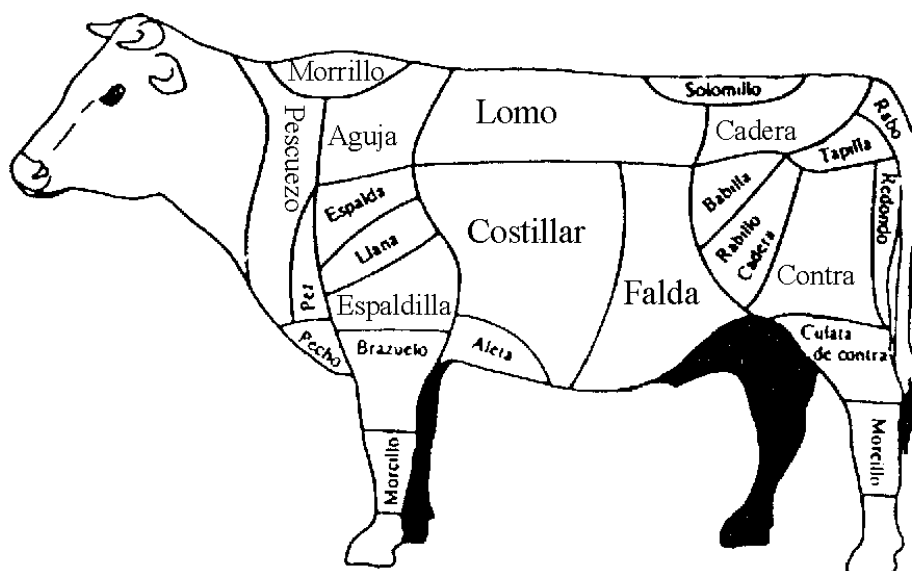 Morrillo
Solomillo
Lomo
Rabo
Pescuezo
Aguja
Cadera
Tapilla
Espalda
Babilla
Redondo
Llana
Costillar
Rabillo
Cadera
Contra
Pez
Espaldilla
Falda
Pecho
Brazuelo
Aleta
Culata
de contra
Morcillo
Morcillo